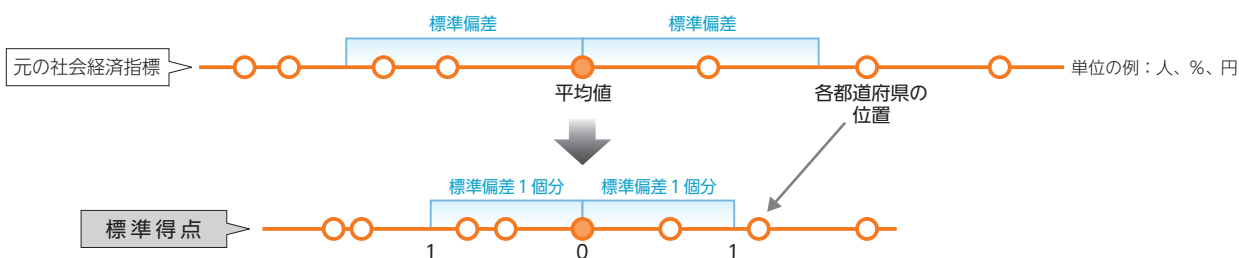 標準偏差 標準偏差
元の社会経済指標
単位の例：人、%、円
平均値
各都道府県の
位置
標準偏差1個分 標準偏差1個分
標準得点
1 0 1